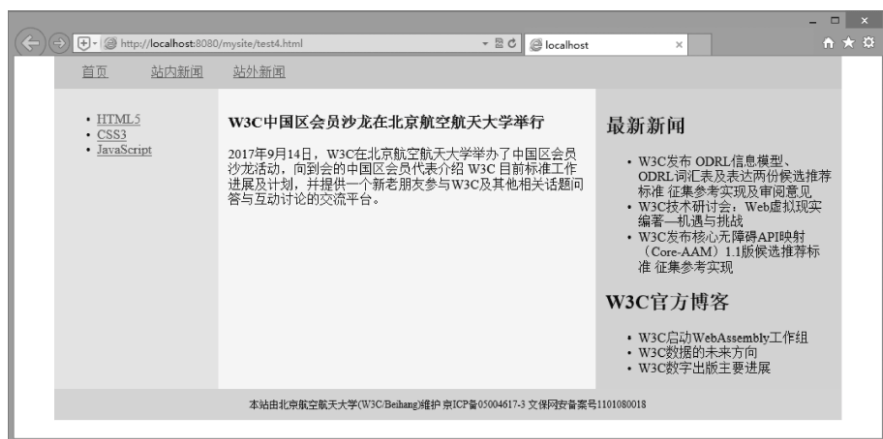 http://localhost:8080/mysite/test4.html
localhost
首页 站内新闻 站外新闻
• HTML5
• CSS3
• JavaScript
W3C中国区会员沙龙在北京航空航天大学举行
2017年9月14日，W3C在北京航空航天大学举办了中国区会员
沙龙活动，向到会的中国区会员代表介绍 W3C 目前标准工作
进展及计划，并提供一个新老朋友参与W3C及其他相关话题问
答与互动讨论的交流平台。
最新新闻
• W3C发布 ODRL信息模型、
ODRL词汇表及表达两份候选推荐
标准 征集参考实现及审阅意见
• W3C技术研讨会：Web虚拟现实
编著—机遇与挑战
• W3C发布核心无障碍API映射
（Core-AAM）1.1版候选推荐标
准 征集参考实现
W3C官方博客
• W3C启动WebAssembly工作组
• W3C数据的未来方向
• W3C数字出版主要进展
本站由北京航空航天大学(W3C/Beihang)维护 京ICP备05004617-3 文保网安备案号1101080018